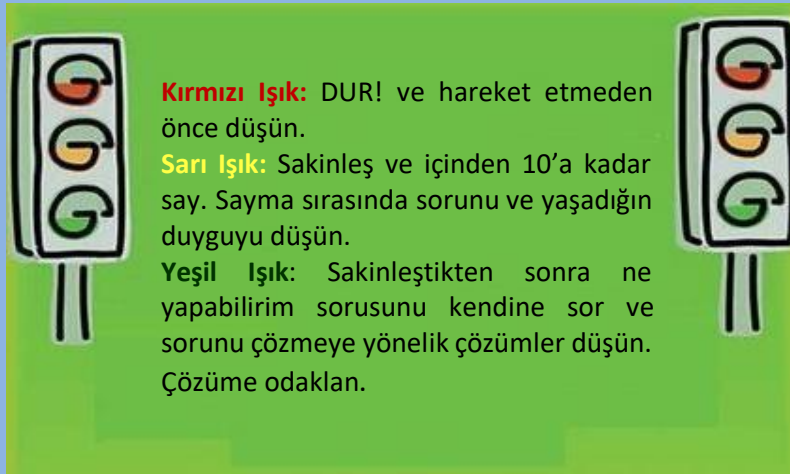 Kırmızı Işık: DUR! ve hareket etmeden
önce düşün.
Sarı Işık: Sakinleş ve içinden 10’a kadar
say. Sayma sırasında sorunu ve yaşadığın
duyguyu düşün.
Yeşil Işık: Sakinleştikten sonra ne
yapabilirim sorusunu kendine sor ve
sorunu çözmeye yönelik çözümler düşün.
Çözüme odaklan.